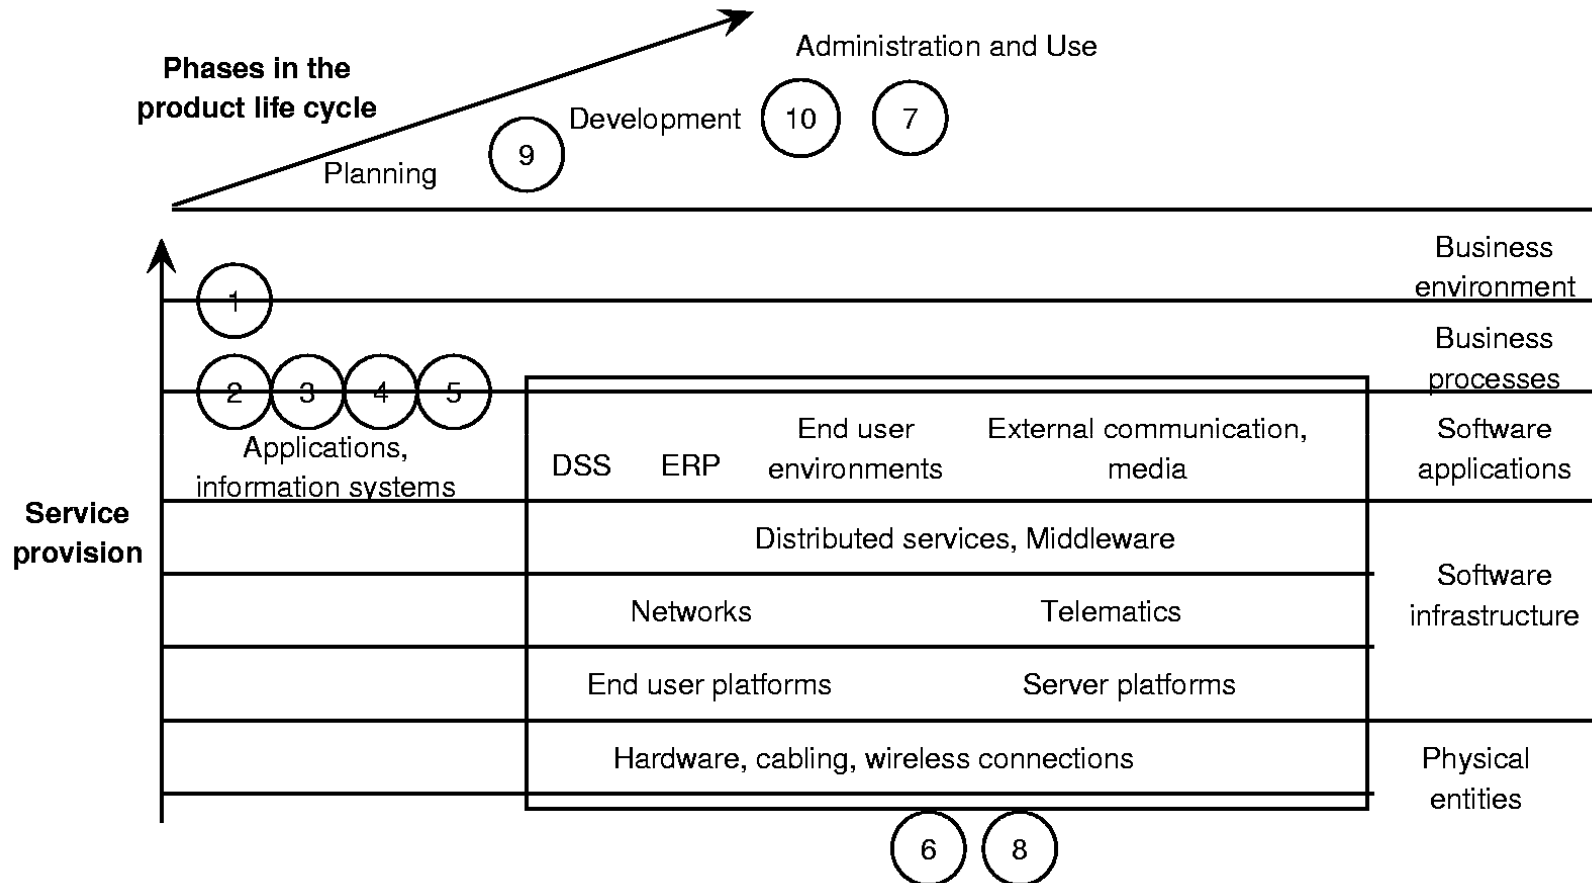 Administration and Use
Phases in the
product life cycle
Development
10
7
9
Planning
Business
environment
1
Business
processes
2
3
4
5
Applications,
information systems
DSS
ERP
End user
environments
External communication,
media
Software
applications
Service
provision
Distributed services, Middleware
Networks
Telematics
Software
infrastructure
End user platforms
Server platforms
Hardware, cabling, wireless connections
Physical
entities
6
8